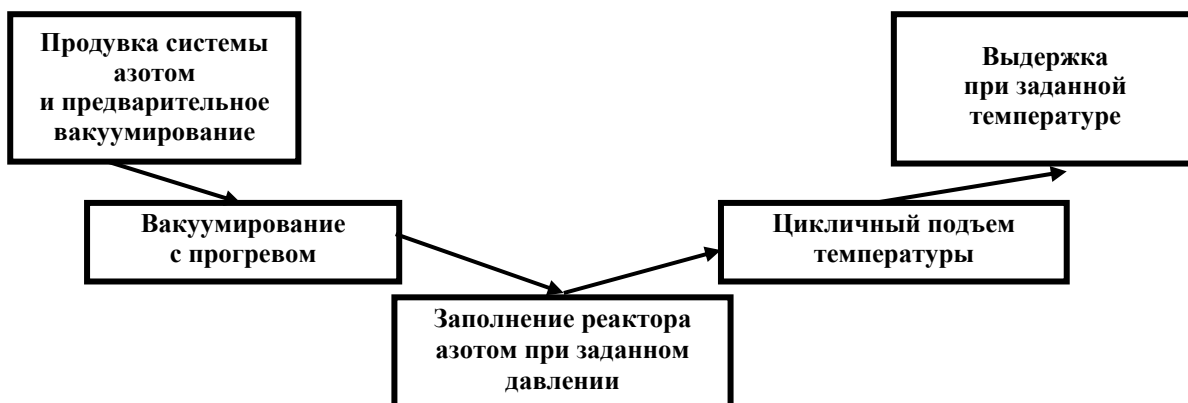 Продувка системы
азотом
и предварительное
вакуумирование
Вакуумирование
с прогревом
Заполнение реактора
азотом при заданном
давлении
Цикличный подъем
температуры
Выдержка
при заданной
температуре